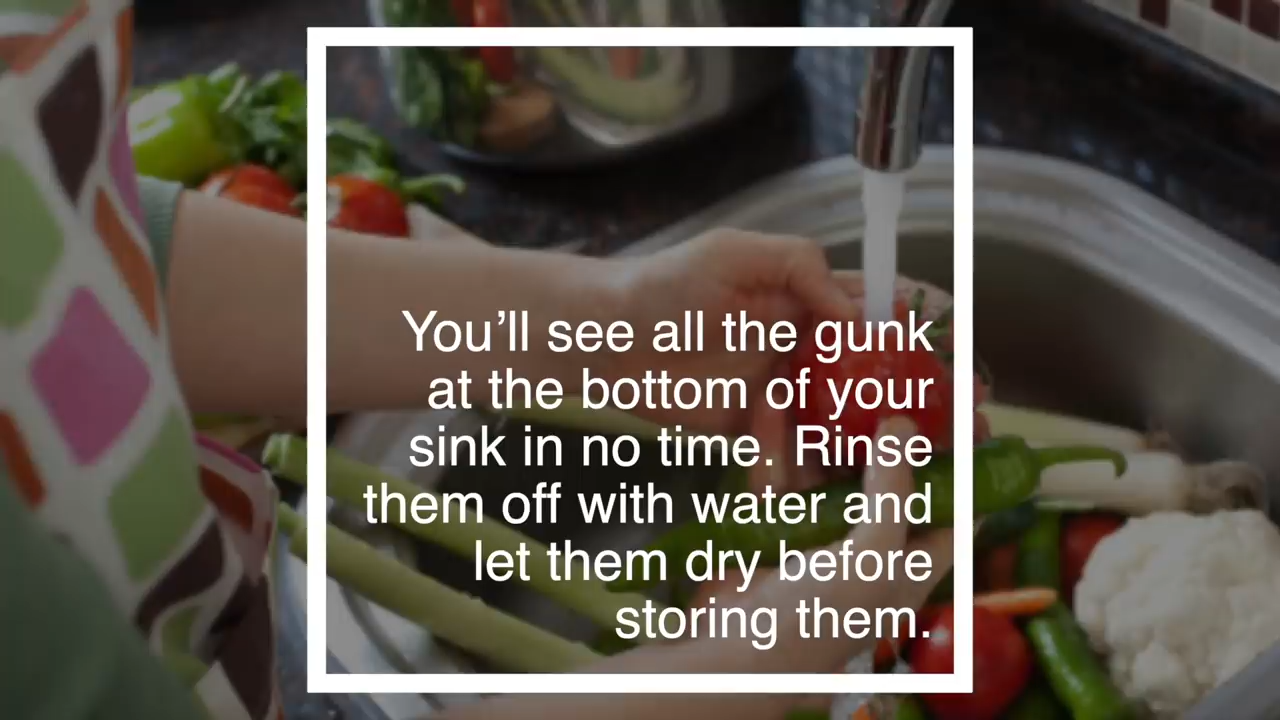 You’ll see all the gunk
at the bottom of your
sink in no time. Rinse
them off with water and
let them dry before
storing them.